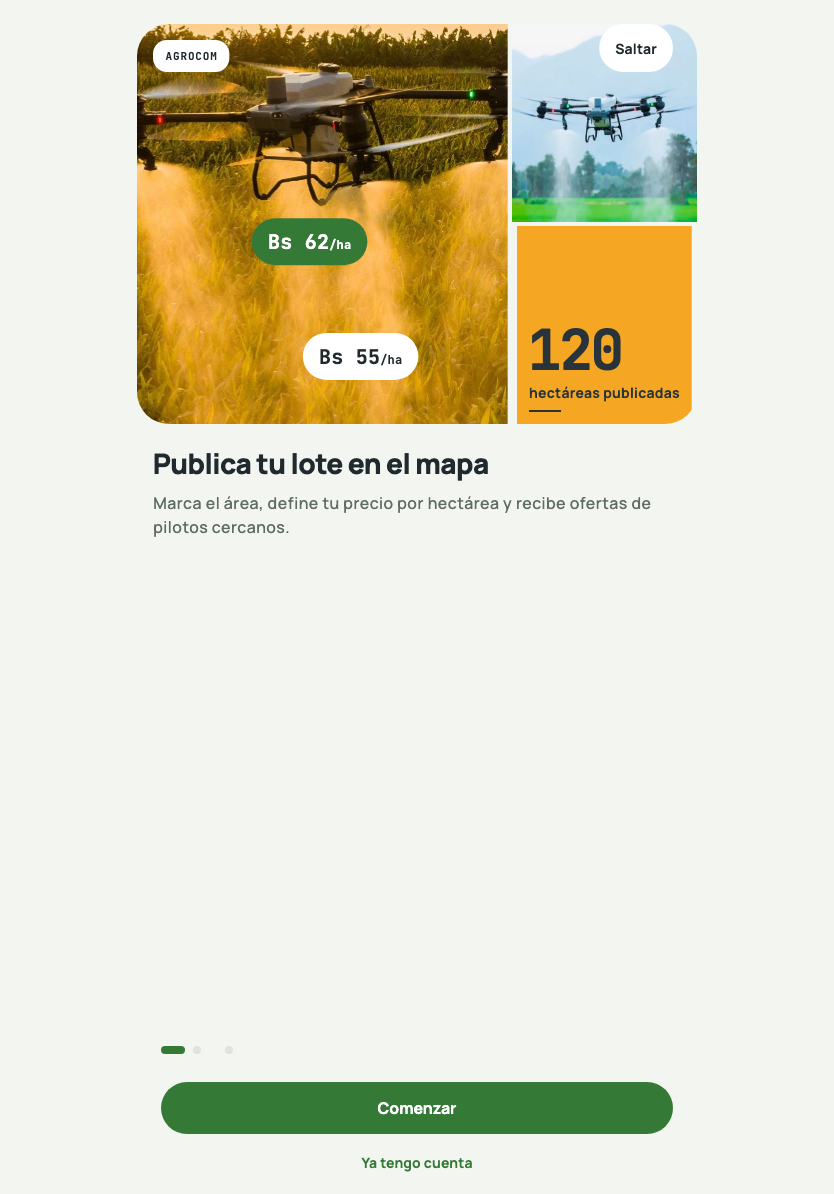 AGROCOM
Saltar
Bs 62/ha
Bs 55/ha
120
hectáreas publicadas
Publica tu lote en el mapa
Marca el área, define tu precio por hectárea y recibe ofertas de
pilotos cercanos.
Comenzar
Ya tengo cuenta